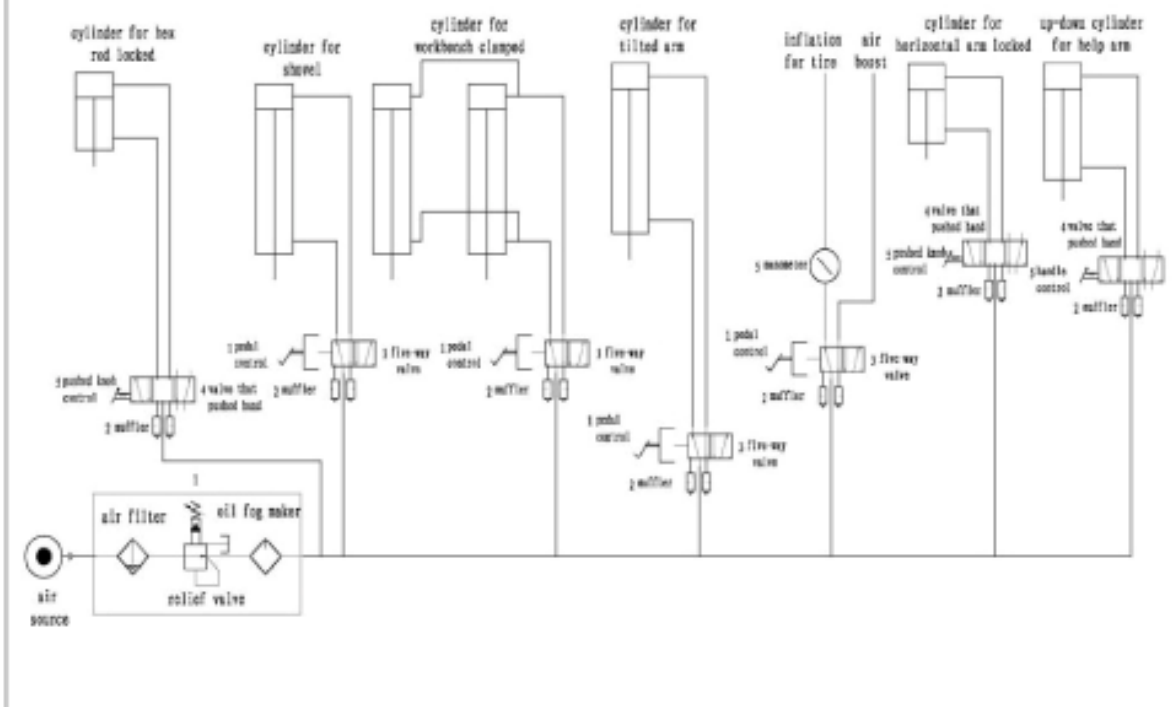 cylinder for hex
rod locked
cylinder for
shovel
cylinder for
workbench clamped
cylinder for
tilted arm
inflation
for tire
air
boost
cylinder for
horizontal arm locked
up-down cylinder
for help arm
5 pushed knob
control
4 valve that
pushed hand
2 muffler
1 pedal
control
3 five-way
valve
2 muffler
1 pedal
control
3 five-way
valve
2 muffler
1 pedal
control
3 five-way
valve
2 muffler
5 manometer
1 pedal
control
3 five way
valve
2 muffler
4 valve that
pushed hand
5 pushed knob
control
2 muffler
4 valve that
pushed hand
5 handle
control
2 muffler
1
air filter
oil fog maker
relief valve
air
source